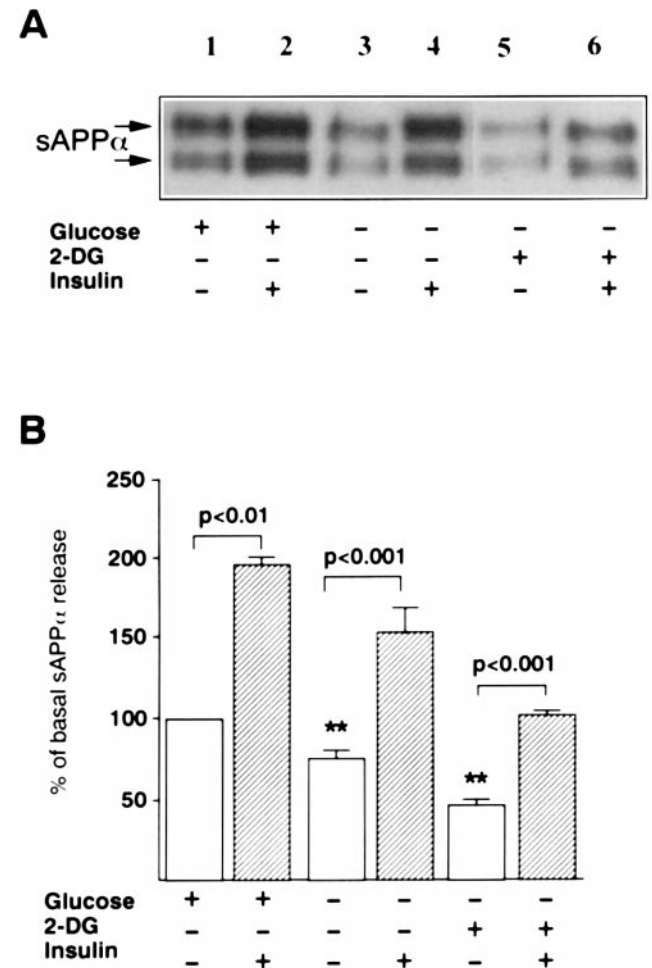 A
1 2 3 4 5 6
sAPPα
Glucose + + – – – –
2-DG – – – – + +
Insulin – + – + – +
B
% of basal sAPPα release
250
200
150
100
50
p<0.01
p<0.001
p<0.001
**
**
Glucose + + – – – –
2-DG – – – – + +
Insulin – + – + – +